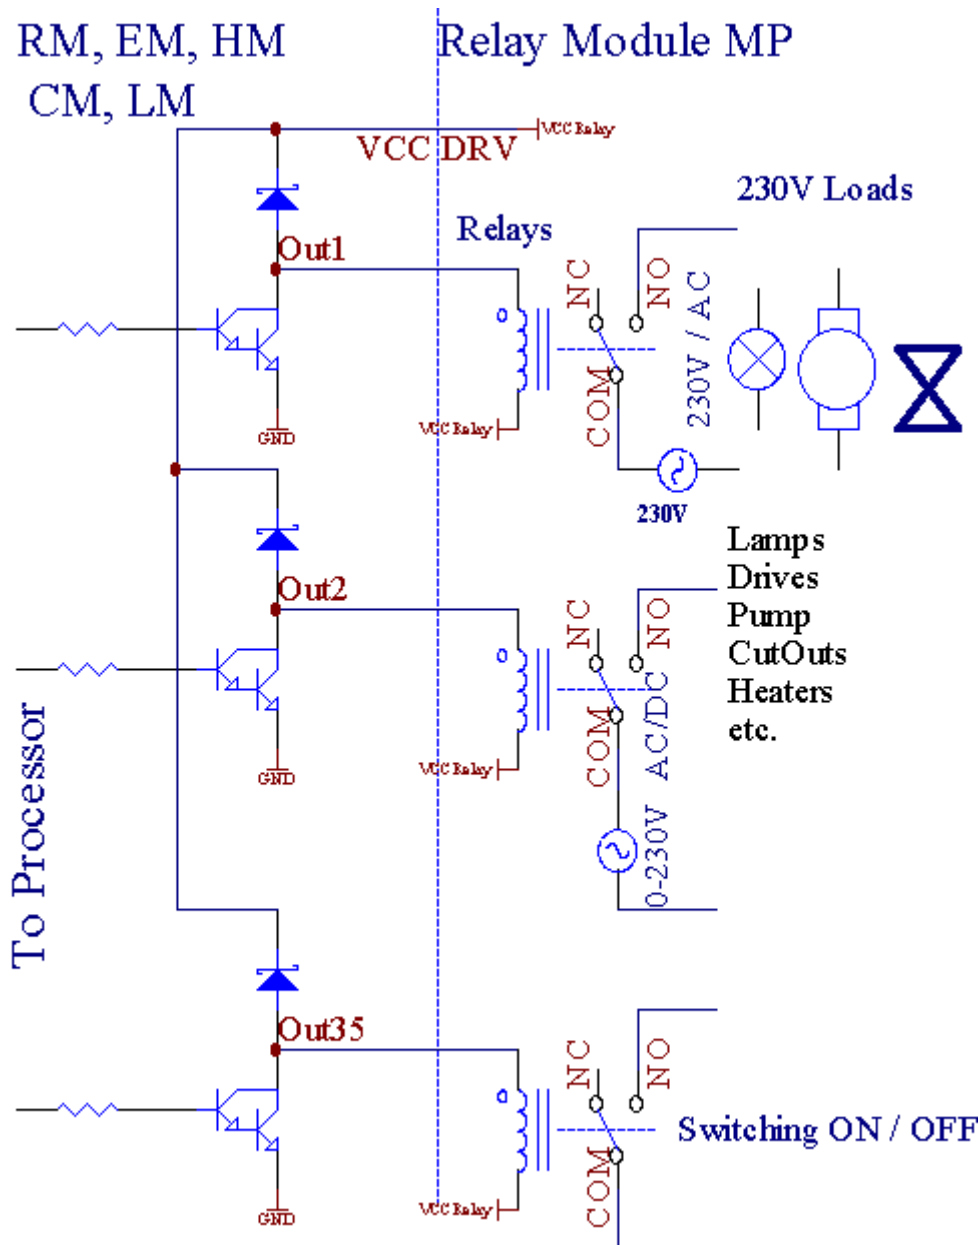 RM, EM, HM
CM, LM
Relay Module MP
VCC DRV
VCC Relay
230V Loads
Relays
Out1
NC
NO
COM
230V / AC
GND
VCC Relay
230V
Out2
NC
NO
COM
0-230V AC/DC
GND
VCC Relay
Lamps
Drives
Pump
CutOuts
Heaters
etc.
To Processor
Out35
NC
NO
COM
Switching ON / OFF
GND
VCC Relay